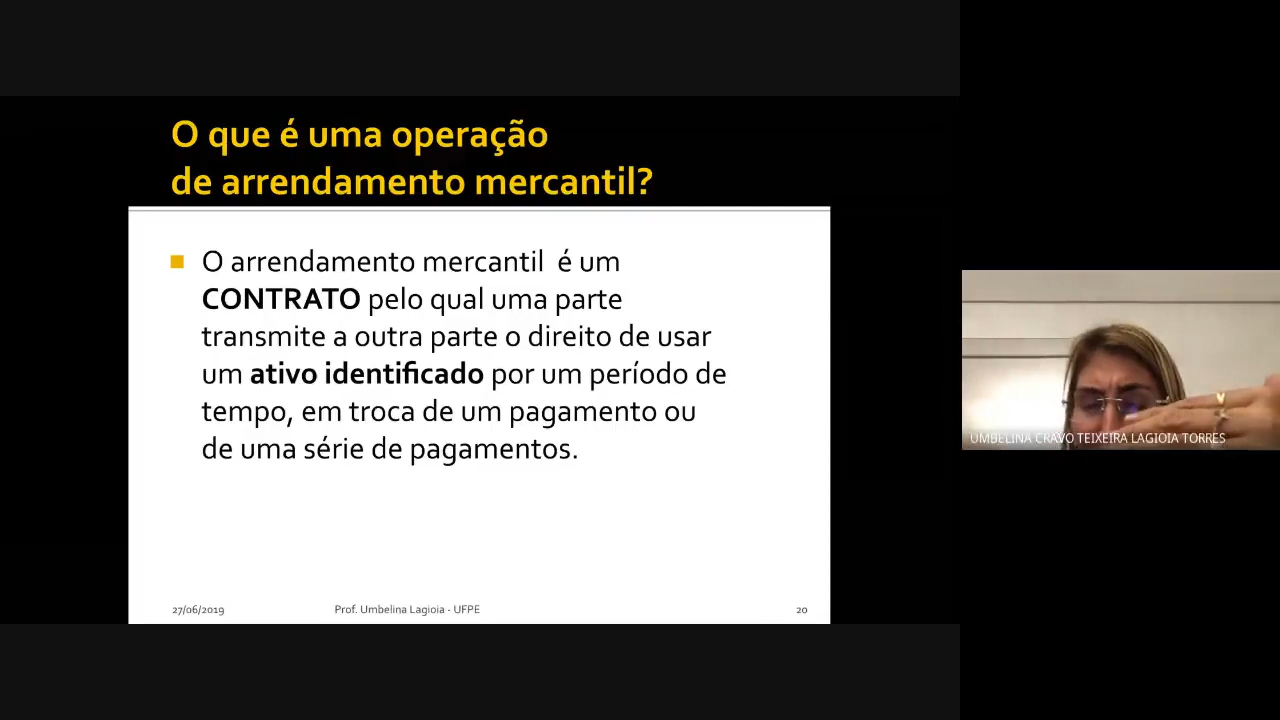 O que é uma operação
de arrendamento mercantil?
O arrendamento mercantil é um
CONTRATO pelo qual uma parte
transmite a outra parte o direito de usar
um ativo identificado por um período de
tempo, em troca de um pagamento ou
de uma série de pagamentos.
27/06/2019 Prof. Umbelina Lagioia - UFPE 20
UMBELINA CRAVO TEIXEIRA LAGIOIA TORRES